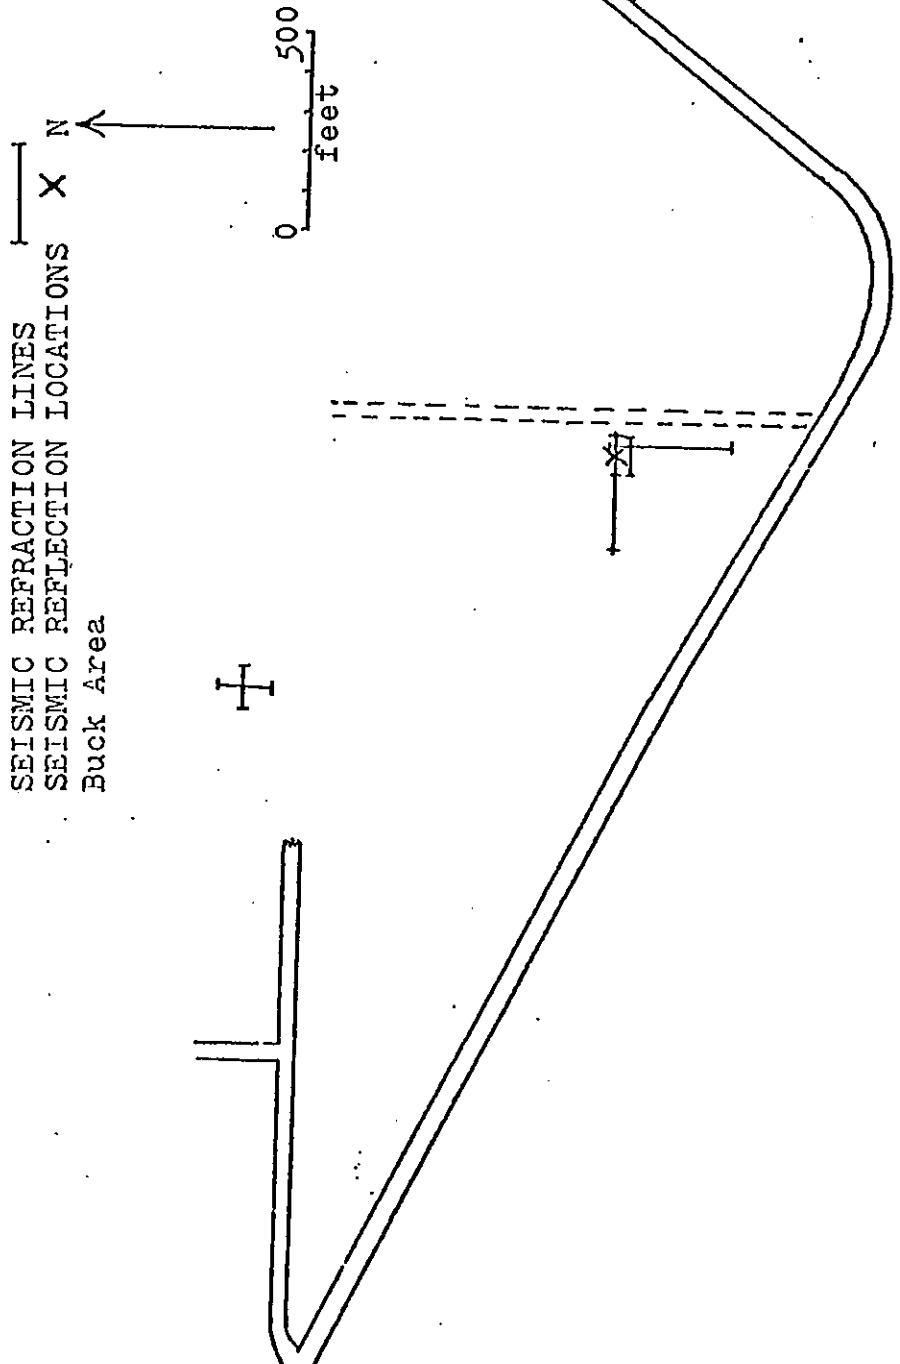 SEISMIC REFRACTION LINES
SEISMIC REFLECTION LOCATIONS X
Buck Area
N
0 500
feet